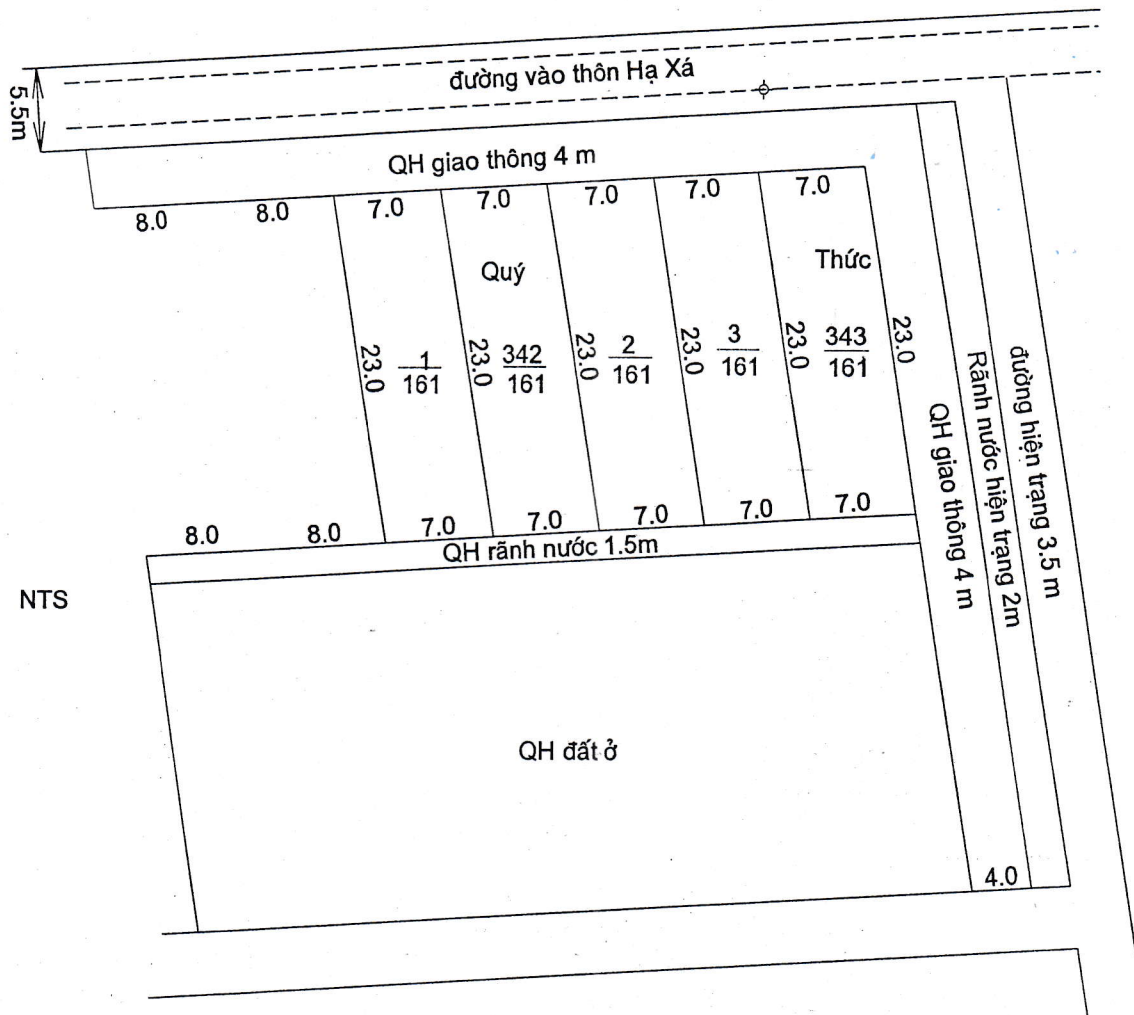 đường vào thôn Hạ Xá
5.5m
QH giao thông 4 m
8.0
8.0
7.0
7.0
7.0
7.0
7.0
Quý
Thức
23.0
1
161
23.0
342
161
23.0
2
161
23.0
3
161
23.0
343
161
23.0
QH giao thông 4 m
Rãnh nước hiện trạng 2m
đường hiện trạng 3.5 m
8.0
8.0
7.0
7.0
7.0
7.0
7.0
QH rãnh nước 1.5m
NTS
QH đất ở
4.0